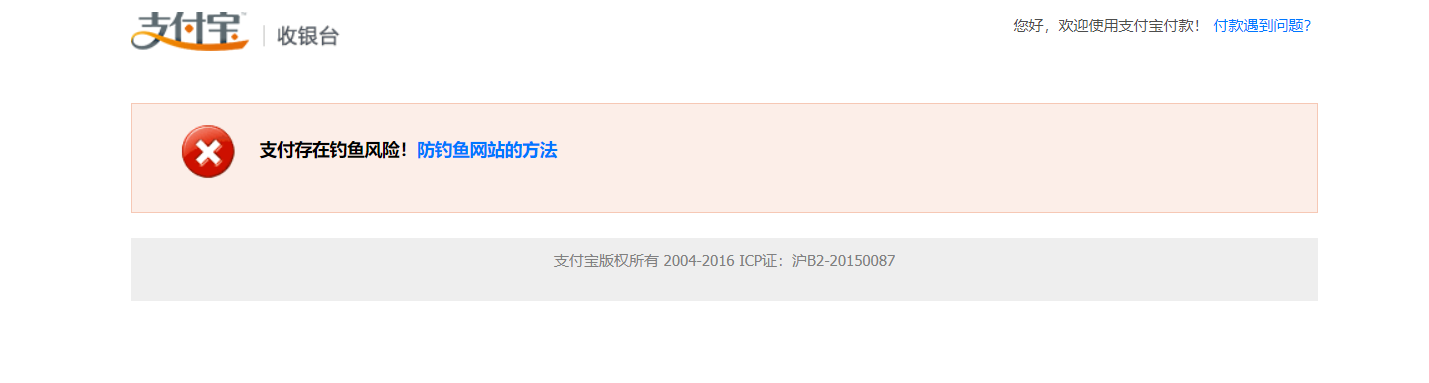 支付宝™ 收银台
您好，欢迎使用支付宝付款！ 付款遇到问题？
支付存在钓鱼风险！防钓鱼网站的方法
支付宝版权所有 2004-2016 ICP证：沪B2-20150087